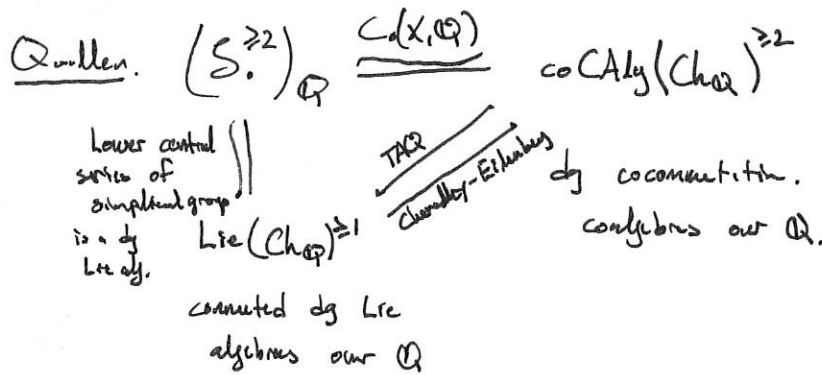 Quillen. (S.^{≥2})_ℚ C.(X,ℚ) coCAlg(Ch_ℚ)^{≥2}
Lower central
series of
simplicial group
is a dg
Lie alg.
TAQ
Chevalley-Eilenberg
dg cocommutative
coalgebras over ℚ.
Lie(Ch_ℚ)^{≥1}
connected dg Lie
algebras over ℚ